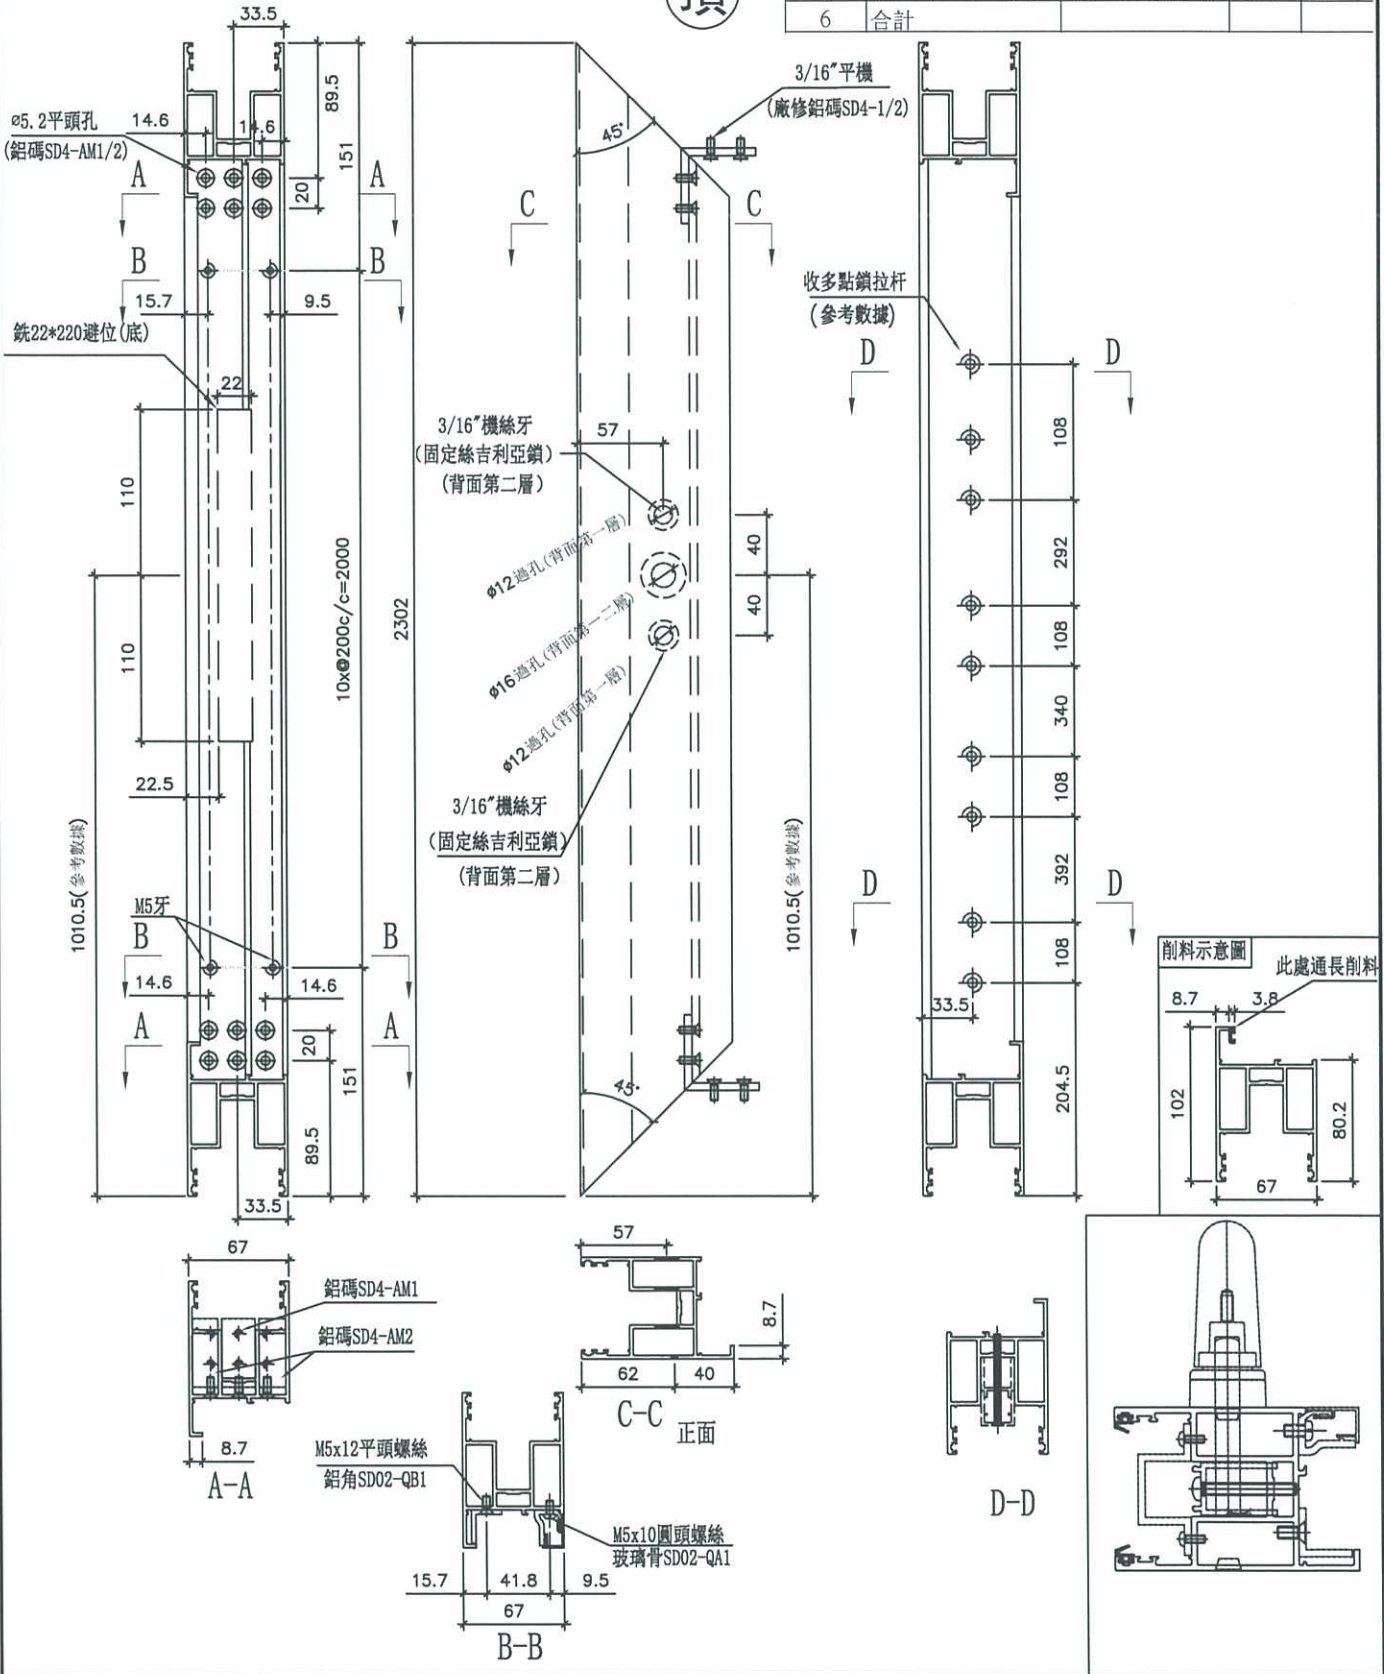 6 合計
33.5
89.5
151
ø5.2平頭孔
(鋁碼SD4-AM1/2)
14.6
14.6
20
A
A
B
B
15.7
9.5
銑22*220避位(底)
22
110
110
22.5
10x@200c/c=2000
1010.5(參考數據)
M5牙
B
B
14.6
14.6
A
A
20
151
89.5
33.5
2302
45°
3/16"平機
(廠修鋁碼SD4-1/2)
C
C
3/16"機絲牙
(固定絲吉利亞鎖)
(背面第二層)
57
ø12過孔(背面第一層)
ø16過孔(背面第一二層)
ø12過孔(背面第一層)
40
40
3/16"機絲牙
(固定絲吉利亞鎖)
(背面第二層)
1010.5(參考數據)
45°
收多點鎖拉杆
(參考數據)
D
D
108
292
108
340
108
392
108
204.5
D
D
33.5
削料示意圖
此處通長削料
8.7
3.8
102
80.2
67
67
鋁碼SD4-AM1
鋁碼SD4-AM2
8.7
A-A
57
8.7
62
40
C-C
正面
M5x12平頭螺絲
鋁角SD02-QB1
M5x10圓頭螺絲
玻璃骨SD02-QA1
15.7
41.8
9.5
67
B-B
D-D